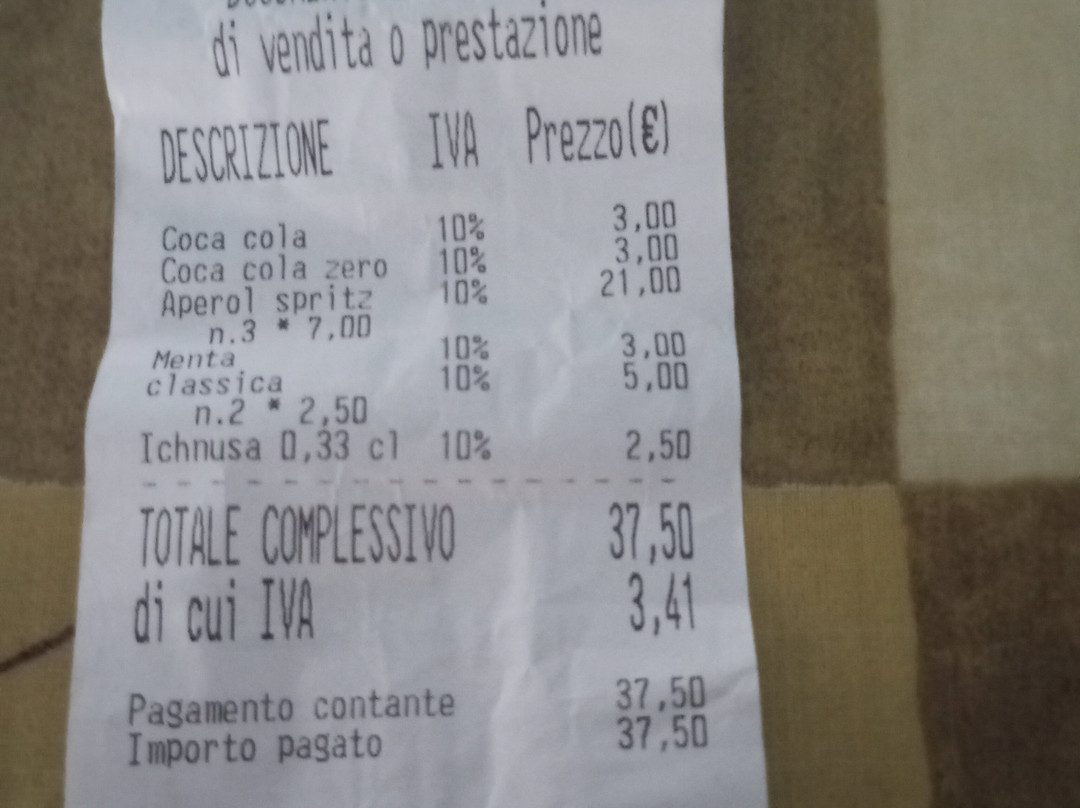 di vendita o prestazione
DESCRIZIONE IVA Prezzo(€)
Coca cola 10% 3,00
Coca cola zero 10% 3,00
Aperol spritz 10% 21,00
n.3 * 7,00
Menta 10% 3,00
classica 10% 5,00
n.2 * 2,50
Ichnusa 0,33 cl 10% 2,50
TOTALE COMPLESSIVO 37,50
di cui IVA 3,41
Pagamento contante 37,50
Importo pagato 37,50